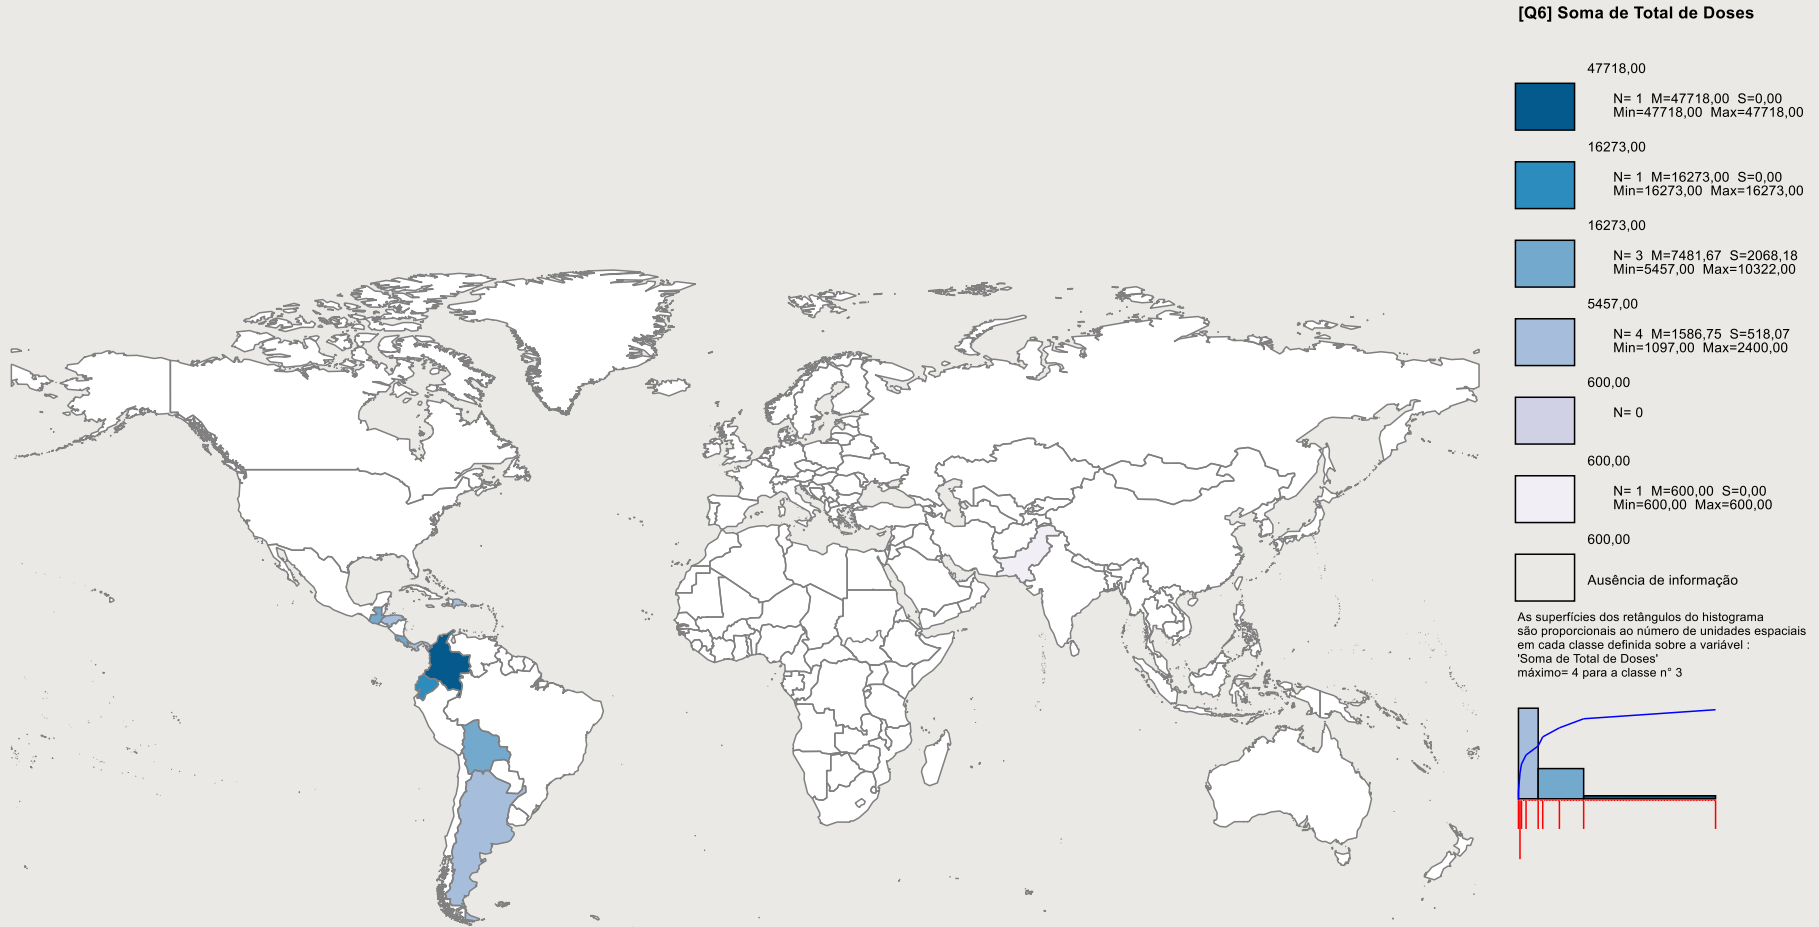 [Q6] Soma de Total de Doses
47718,00
N= 1  M=47718,00  S=0,00
Min=47718,00  Max=47718,00
16273,00
N= 1  M=16273,00  S=0,00
Min=16273,00  Max=16273,00
16273,00
N= 3  M=7481,67  S=2068,18
Min=5457,00  Max=10322,00
5457,00
N= 4  M=1586,75  S=518,07
Min=1097,00  Max=2400,00
600,00
N= 0
600,00
N= 1  M=600,00  S=0,00
Min=600,00  Max=600,00
600,00
Ausência de informação
As superfícies dos retângulos do histograma
são proporcionais ao número de unidades espaciais
em cada classe definida sobre a variável :
'Soma de Total de Doses'
máximo= 4 para a classe n° 3